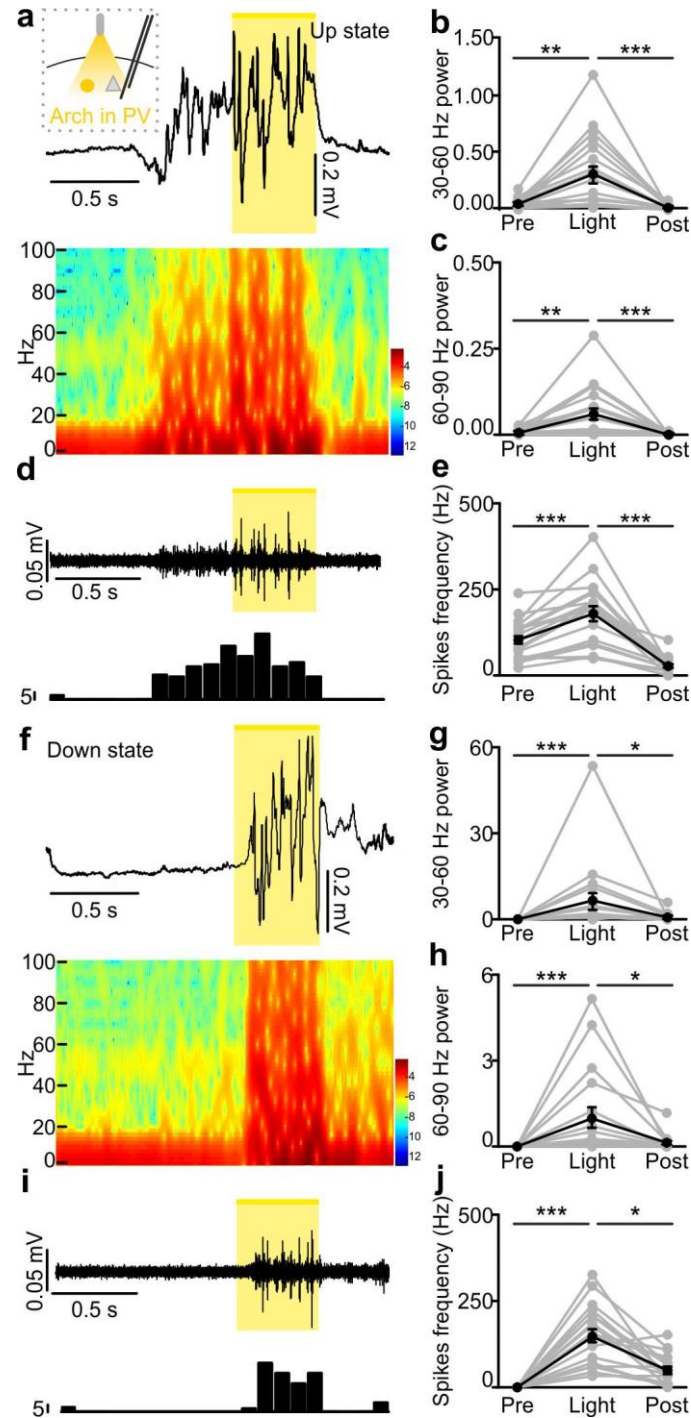 a
Up state
Arch in PV
0.5 s
0.2 mV
100
80
60
40
20
0
Hz
-4
-6
-8
10
12
b
** ***
30-60 Hz power
1.50
1.00
0.50
0.00
Pre Light Post
c
** ***
60-90 Hz power
0.50
0.25
0.00
Pre Light Post
d
0.05 mV
0.5 s
5
e
*** ***
Spikes frequency (Hz)
500
250
0
Pre Light Post
f
Down state
0.5 s
0.2 mV
100
80
60
40
20
0
Hz
-4
-6
-8
10
12
g
*** *
30-60 Hz power
60
30
0
Pre Light Post
h
*** *
60-90 Hz power
6
3
0
Pre Light Post
i
0.05 mV
0.5 s
5
j
*** *
Spikes frequency (Hz)
500
250
0
Pre Light Post